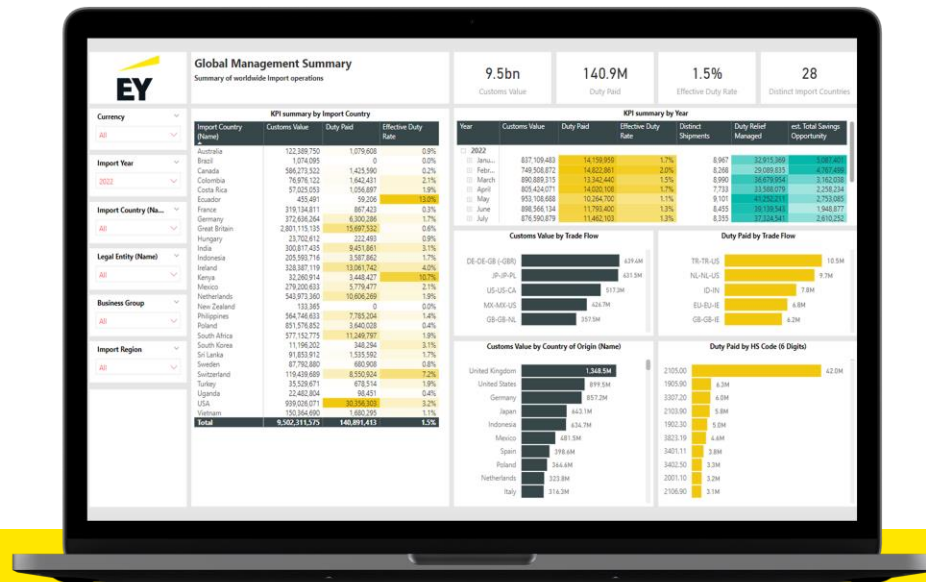 EY
Global Management Summary
Summary of worldwide Import operations
9.5bn
Customs Value
140.9M
Duty Paid
1.5%
Effective Duty Rate
28
Distinct Import Countries
Currency
All
Import Year
2022
Import Country (Na...
All
Legal Entity (Name)
All
Business Group
All
Import Region
All
KPI summary by Import Country
Import Country (Name) Customs Value Duty Paid Effective Duty Rate
Australia 122,389,750 1,079,608 0.9%
Brazil 1,074,095 0 0.0%
Canada 586,273,522 1,425,590 0.2%
Colombia 76,976,122 1,642,431 2.1%
Costa Rica 57,025,053 1,056,897 1.9%
Ecuador 455,491 59,206 13.0%
France 319,134,811 867,423 0.3%
Germany 372,636,264 6,300,286 1.7%
Great Britain 2,801,115,135 15,697,532 0.6%
Hungary 23,702,612 222,493 0.9%
India 300,817,435 9,451,861 3.1%
Indonesia 205,593,716 3,587,862 1.7%
Ireland 328,387,119 13,061,742 4.0%
Kenya 32,260,914 3,448,427 10.7%
Mexico 279,200,633 5,779,477 2.1%
Netherlands 543,973,360 10,606,269 1.9%
New Zealand 133,365 0 0.0%
Philippines 564,746,633 7,785,204 1.4%
Poland 851,576,852 3,640,028 0.4%
South Africa 577,152,775 11,249,797 1.9%
South Korea 11,196,202 348,294 3.1%
Sri Lanka 91,853,912 1,535,592 1.7%
Sweden 87,792,880 680,908 0.8%
Switzerland 119,439,689 8,550,924 7.2%
Turkey 35,529,671 678,514 1.9%
Uganda 22,482,804 98,451 0.4%
USA 939,026,071 30,356,303 3.2%
Vietnam 150,364,690 1,680,295 1.1%
Total 9,502,311,575 140,891,413 1.5%
KPI summary by Year
Year Customs Value Duty Paid Effective Duty Rate Distinct Shipments Duty Relief Managed est. Total Savings Opportunity
2022
Janu... 837,109,483 14,159,959 1.7% 8,967 32,915,369 5,087,401
Febr... 749,508,872 14,822,861 2.0% 8,268 29,089,835 4,767,499
March 890,889,315 13,342,440 1.5% 8,990 36,679,954 3,162,038
April 805,424,071 14,020,108 1.7% 7,733 33,588,079 2,258,234
May 953,108,688 10,264,700 1.1% 9,101 41,252,211 2,753,085
June 898,566,134 11,793,400 1.3% 8,455 39,139,543 1,948,877
July 876,590,879 11,462,103 1.3% 8,355 37,324,541 2,610,252
Customs Value by Trade Flow
DE-DE-GB (-GBR) 639.6M
JP-JP-PL 631.5M
US-US-CA 517.3M
MX-MX-US 426.7M
GB-GB-NL 357.5M
Duty Paid by Trade Flow
TR-TR-US 10.5M
NL-NL-US 9.7M
ID-IN 7.8M
EU-EU-IE 6.8M
GB-GB-IE 6.2M
Customs Value by Country of Origin (Name)
United Kingdom 1,348.5M
United States 899.5M
Germany 857.2M
Japan 643.1M
Indonesia 634.7M
Mexico 481.5M
Spain 398.6M
Poland 364.6M
Netherlands 323.8M
Italy 316.3M
Duty Paid by HS Code (6 Digits)
2105.00 42.0M
1905.90 6.3M
3307.20 6.0M
2103.90 5.8M
1902.30 5.0M
3823.19 4.6M
3401.11 3.8M
3402.50 3.3M
2001.10 3.2M
2106.90 3.1M